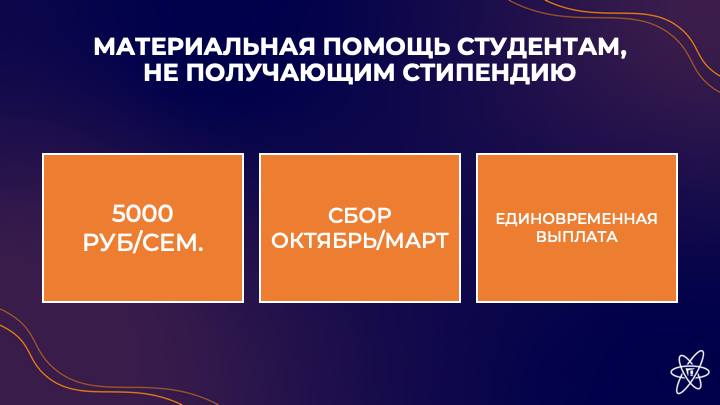 МАТЕРИАЛЬНАЯ ПОМОЩЬ СТУДЕНТАМ,
НЕ ПОЛУЧАЮЩИМ СТИПЕНДИЮ
5000
РУБ/СЕМ.
СБОР
ОКТЯБРЬ/МАРТ
ЕДИНОВРЕМЕННАЯ
ВЫПЛАТА